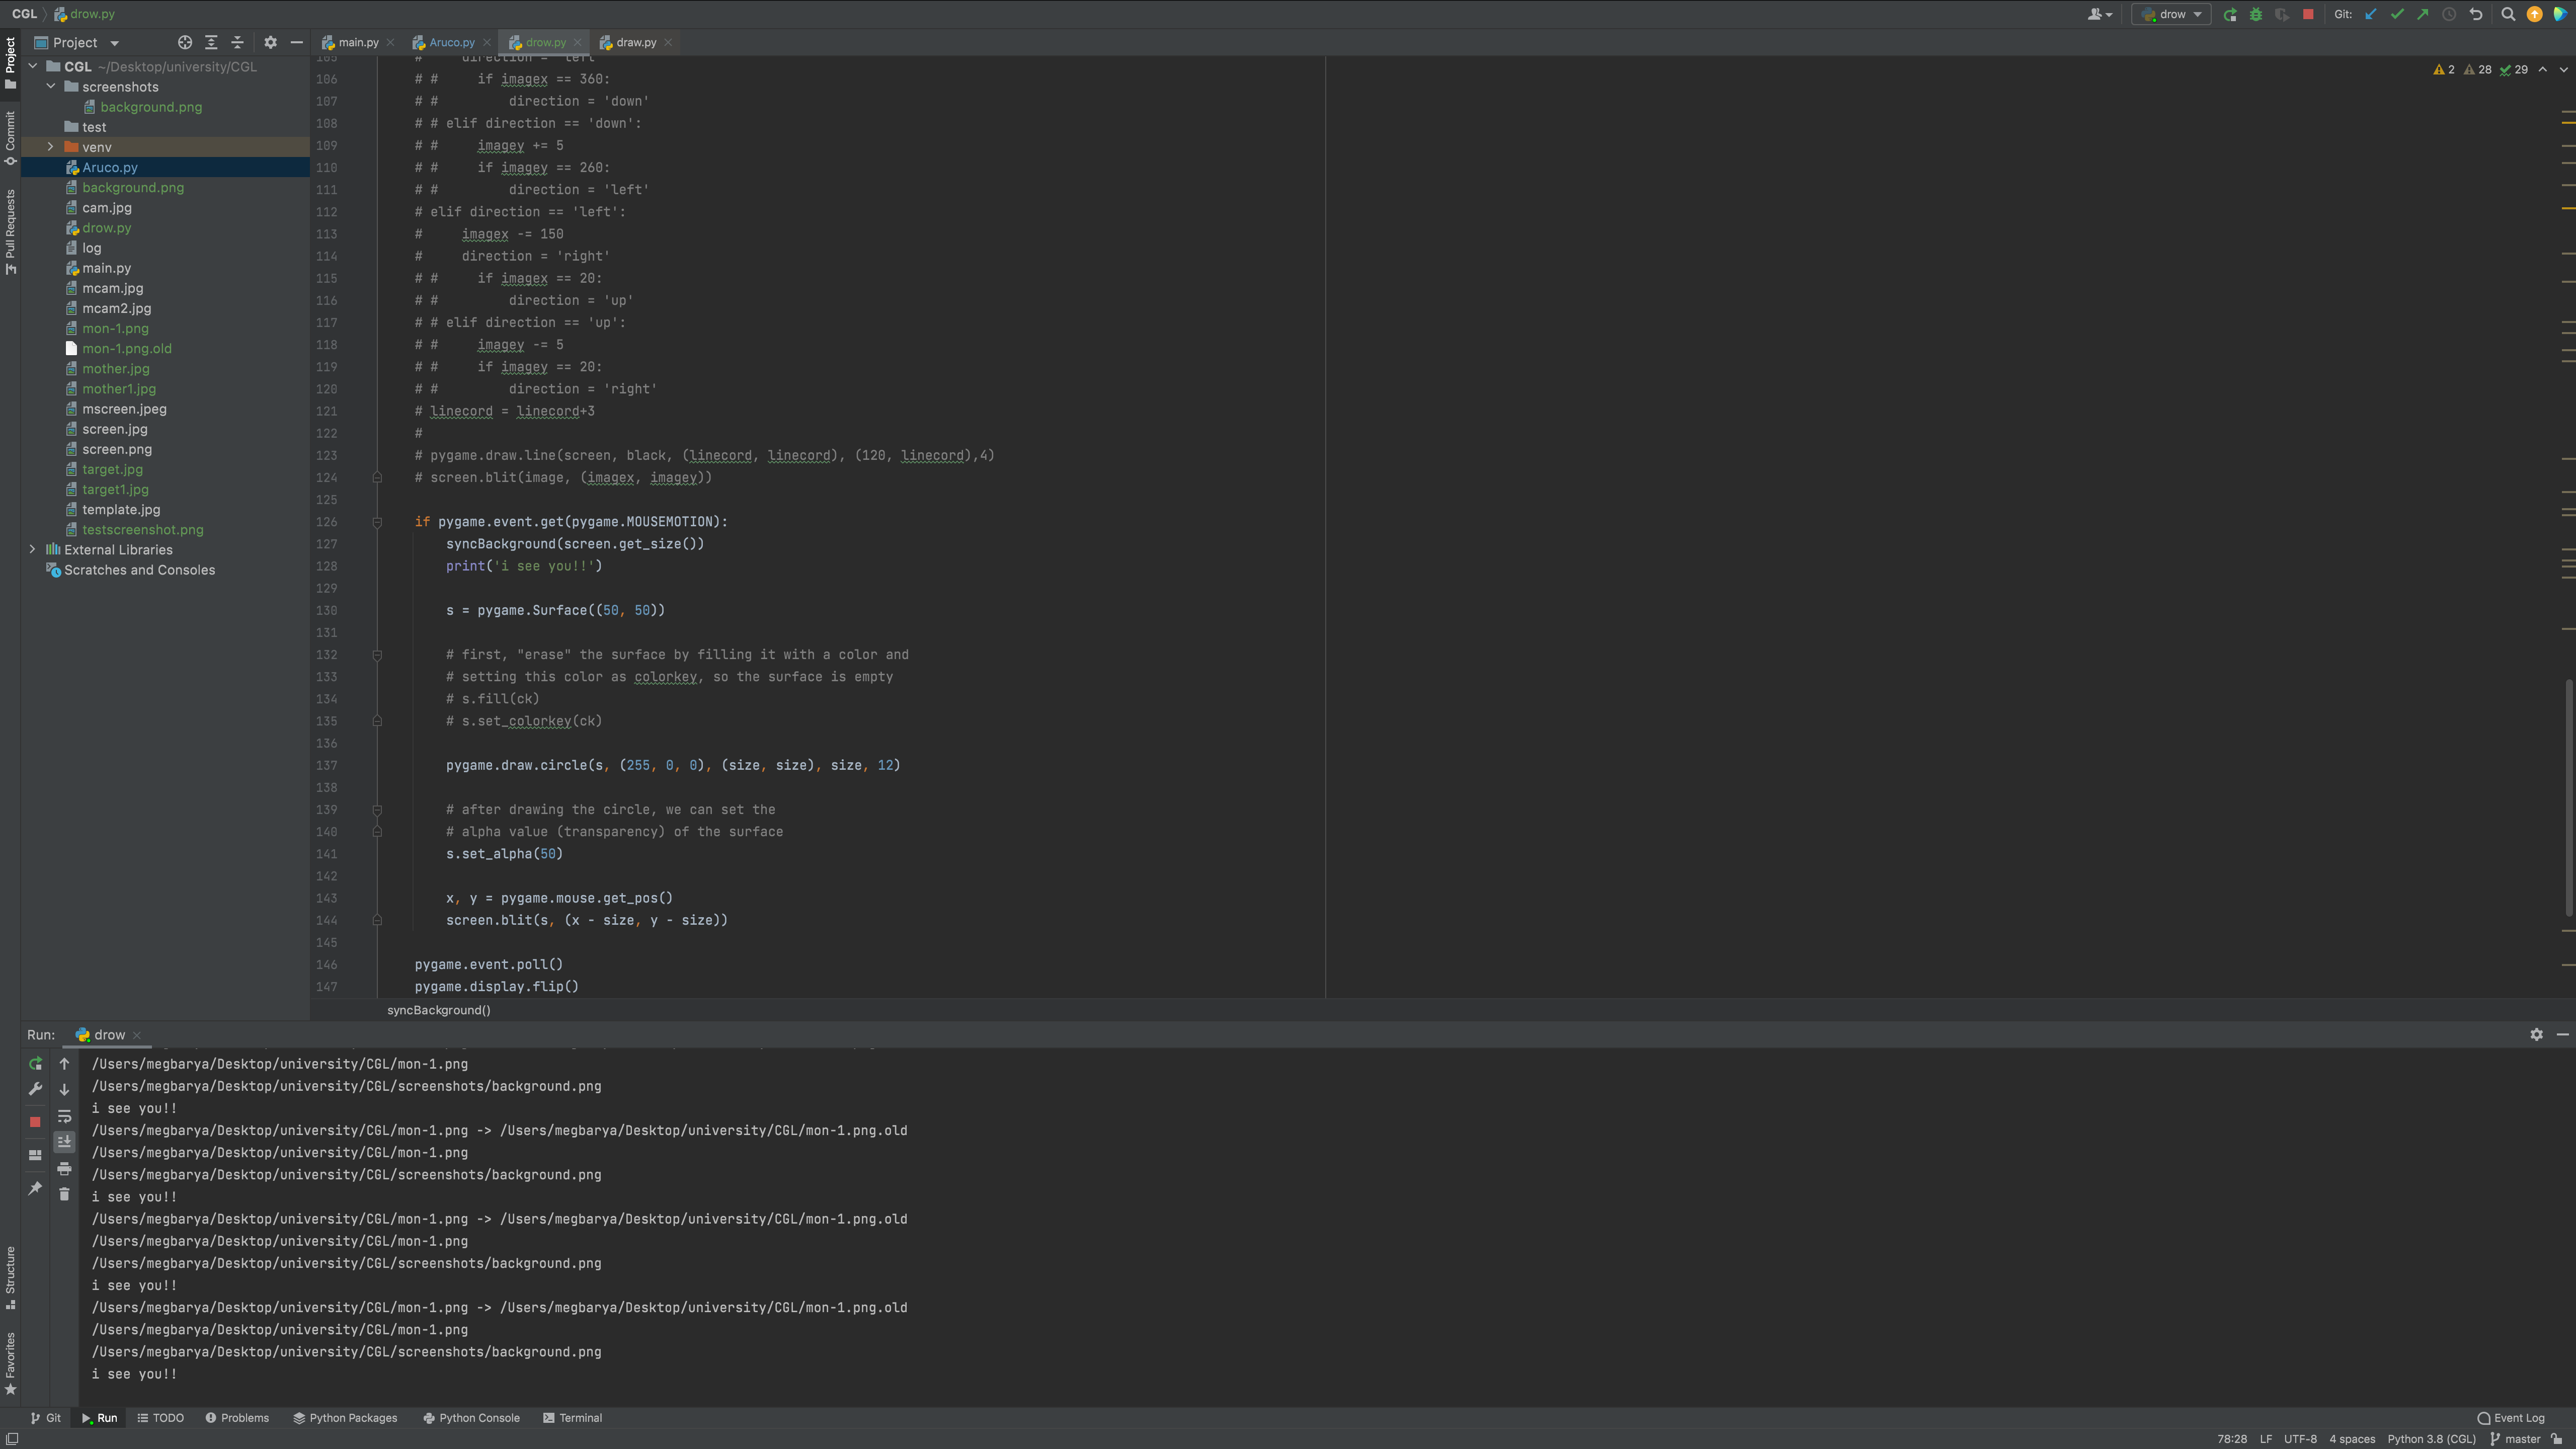 CGL drow.py
drow
Git:
Project
main.py
Aruco.py
drow.py
draw.py
Project
Commit
Pull Requests
CGL ~/Desktop/university/CGL
screenshots
background.png
test
venv
Aruco.py
background.png
cam.jpg
drow.py
log
main.py
mcam.jpg
mcam2.jpg
mon-1.png
mon-1.png.old
mother.jpg
mother1.jpg
mscreen.jpeg
screen.jpg
screen.png
target.jpg
target1.jpg
template.jpg
testscreenshot.png
External Libraries
Scratches and Consoles
2 28 29
105 # direction = 'left'
106 # # if imagex == 360:
107 # # direction = 'down'
108 # # elif direction == 'down':
109 # # imagey += 5
110 # # if imagey == 260:
111 # # direction = 'left'
112 # elif direction == 'left':
113 # imagex -= 150
114 # direction = 'right'
115 # # if imagex == 20:
116 # # direction = 'up'
117 # # elif direction == 'up':
118 # # imagey -= 5
119 # # if imagey == 20:
120 # # direction = 'right'
121 # linecord = linecord+3
122 #
123 # pygame.draw.line(screen, black, (linecord, linecord), (120, linecord),4)
124 # screen.blit(image, (imagex, imagey))
125
126 if pygame.event.get(pygame.MOUSEMOTION):
127 syncBackground(screen.get_size())
128 print('i see you!!')
129
130 s = pygame.Surface((50, 50))
131
132 # first, "erase" the surface by filling it with a color and
133 # setting this color as colorkey, so the surface is empty
134 # s.fill(ck)
135 # s.set_colorkey(ck)
136
137 pygame.draw.circle(s, (255, 0, 0), (size, size), size, 12)
138
139 # after drawing the circle, we can set the
140 # alpha value (transparency) of the surface
141 s.set_alpha(50)
142
143 x, y = pygame.mouse.get_pos()
144 screen.blit(s, (x - size, y - size))
145
146 pygame.event.poll()
147 pygame.display.flip()
syncBackground()
Run: drow
/Users/megbarya/Desktop/university/CGL/mon-1.png
/Users/megbarya/Desktop/university/CGL/screenshots/background.png
i see you!!
/Users/megbarya/Desktop/university/CGL/mon-1.png -> /Users/megbarya/Desktop/university/CGL/mon-1.png.old
/Users/megbarya/Desktop/university/CGL/mon-1.png
/Users/megbarya/Desktop/university/CGL/screenshots/background.png
i see you!!
/Users/megbarya/Desktop/university/CGL/mon-1.png -> /Users/megbarya/Desktop/university/CGL/mon-1.png.old
/Users/megbarya/Desktop/university/CGL/mon-1.png
/Users/megbarya/Desktop/university/CGL/screenshots/background.png
i see you!!
/Users/megbarya/Desktop/university/CGL/mon-1.png -> /Users/megbarya/Desktop/university/CGL/mon-1.png.old
/Users/megbarya/Desktop/university/CGL/mon-1.png
/Users/megbarya/Desktop/university/CGL/screenshots/background.png
i see you!!
Structure
Favorites
Git Run TODO Problems Python Packages Python Console Terminal
Event Log
78:28 LF UTF-8 4 spaces Python 3.8 (CGL) master